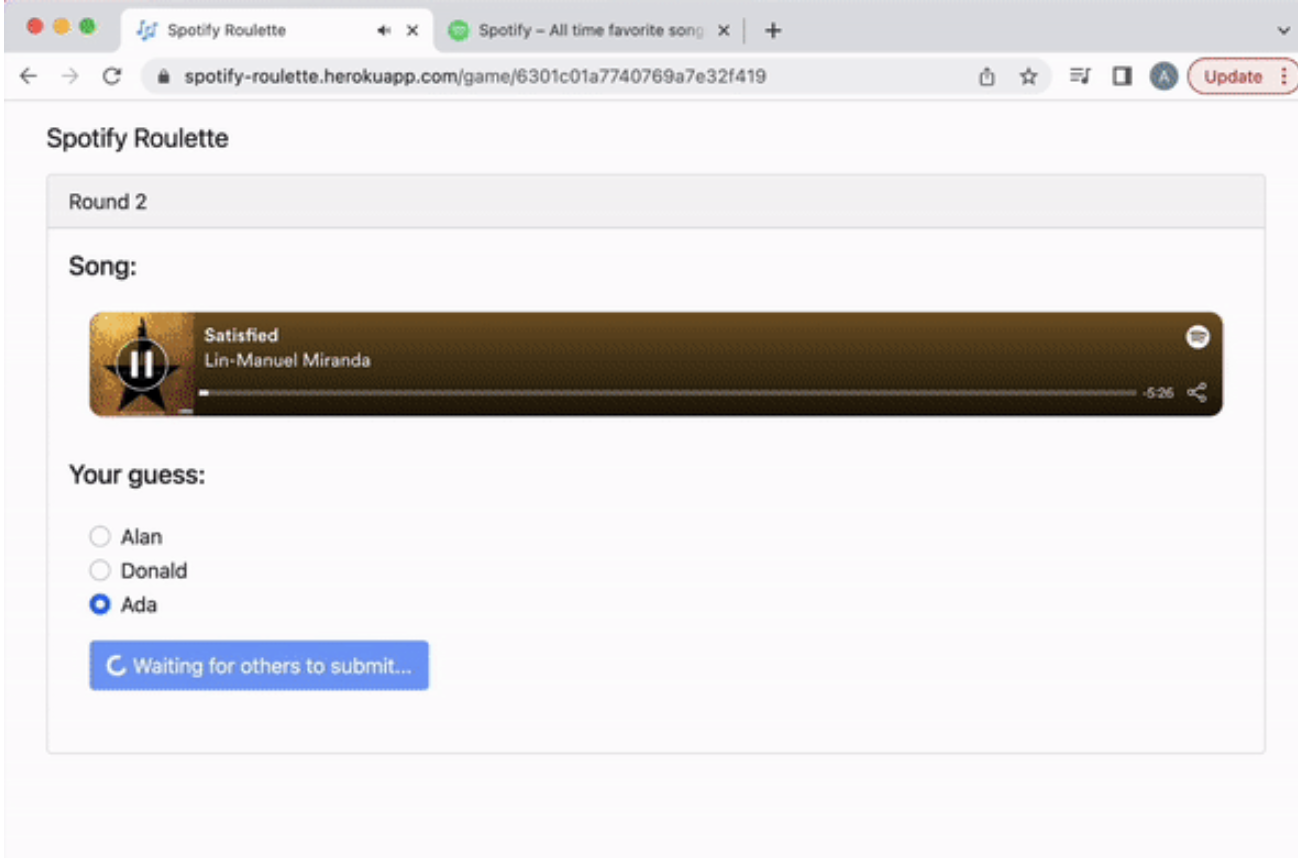 Spotify Roulette
Spotify – All time favorite song
spotify-roulette.herokuapp.com/game/6301c01a7740769a7e32f419
A
Update
Spotify Roulette
Round 2
Song:
Satisfied
Lin-Manuel Miranda
-5:26
Your guess:
Alan
Donald
Ada
Waiting for others to submit...